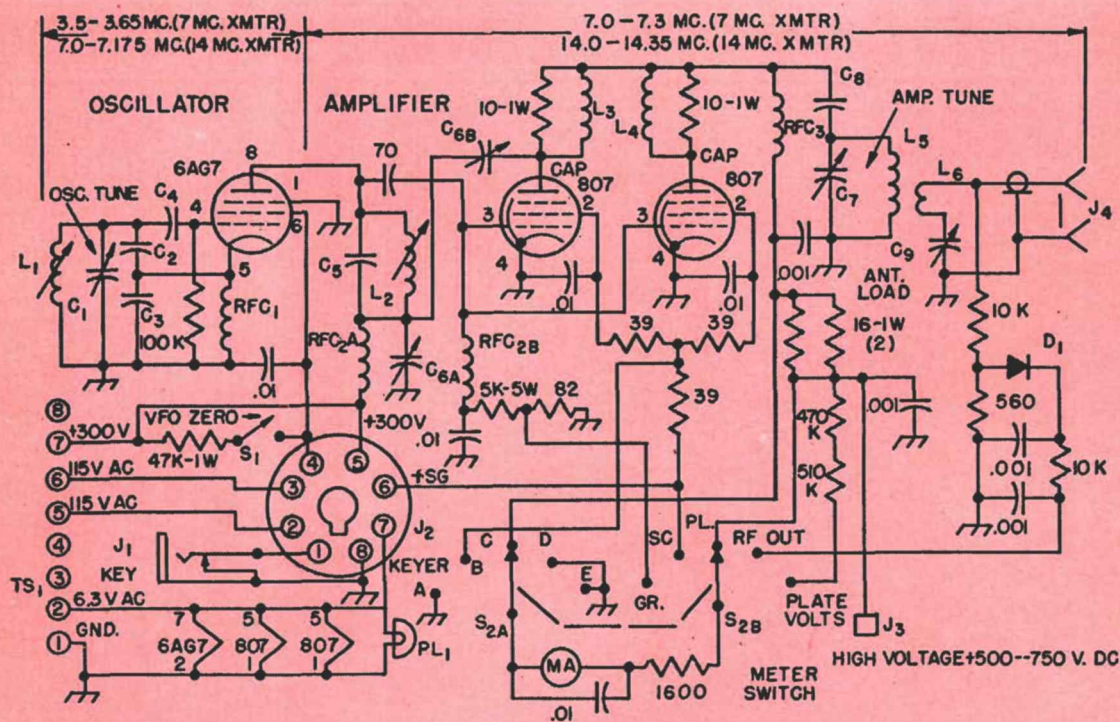 3.5-3.65 MC.(7 MC. XMTR)
7.0-7.175 MC.(14 MC. XMTR)
7.0-7.3 MC.(7 MC. XMTR)
14.0-14.35 MC.(14 MC. XMTR)
OSCILLATOR
AMPLIFIER
10-1W
L3
L4
10-1W
RFC3
C8
AMP. TUNE
L5
C6B
70
6AG7
8
1
6
4
5
CAP
807
2
3
4
CAP
807
2
3
4
C7
L6
J4
OSC. TUNE
C4
L1
C1
C2
C3
100K
RFC1
.01
C5
L2
RFC2A
C6A
.01
.01
.001
ANT.
LOAD
C9
RFC2B
39
39
16-1W
(2)
10 K
D1
5K-5W
82
39
.01
470
K
510
K
.001
560
.001
10K
.001
⑧
⑦ +300V
VFO ZERO
47K-1W
S1
+300V
⑥ 115V AC
⑤ 115 V AC
④
③
② 6.3 V AC
① GND.
TS1
④
⑤
③
⑥
②
⑦
①
⑧
+SG
J2
J1
KEY
KEYER
A
B
C
D
E
GR.
SC
PL.
RF OUT
S2A
S2B
PLATE
VOLTS
J3
HIGH VOLTAGE+500--750 V. DC
7
6AG7
2
5
807
1
5
807
1
PL1
MA
.01
1600
METER
SWITCH